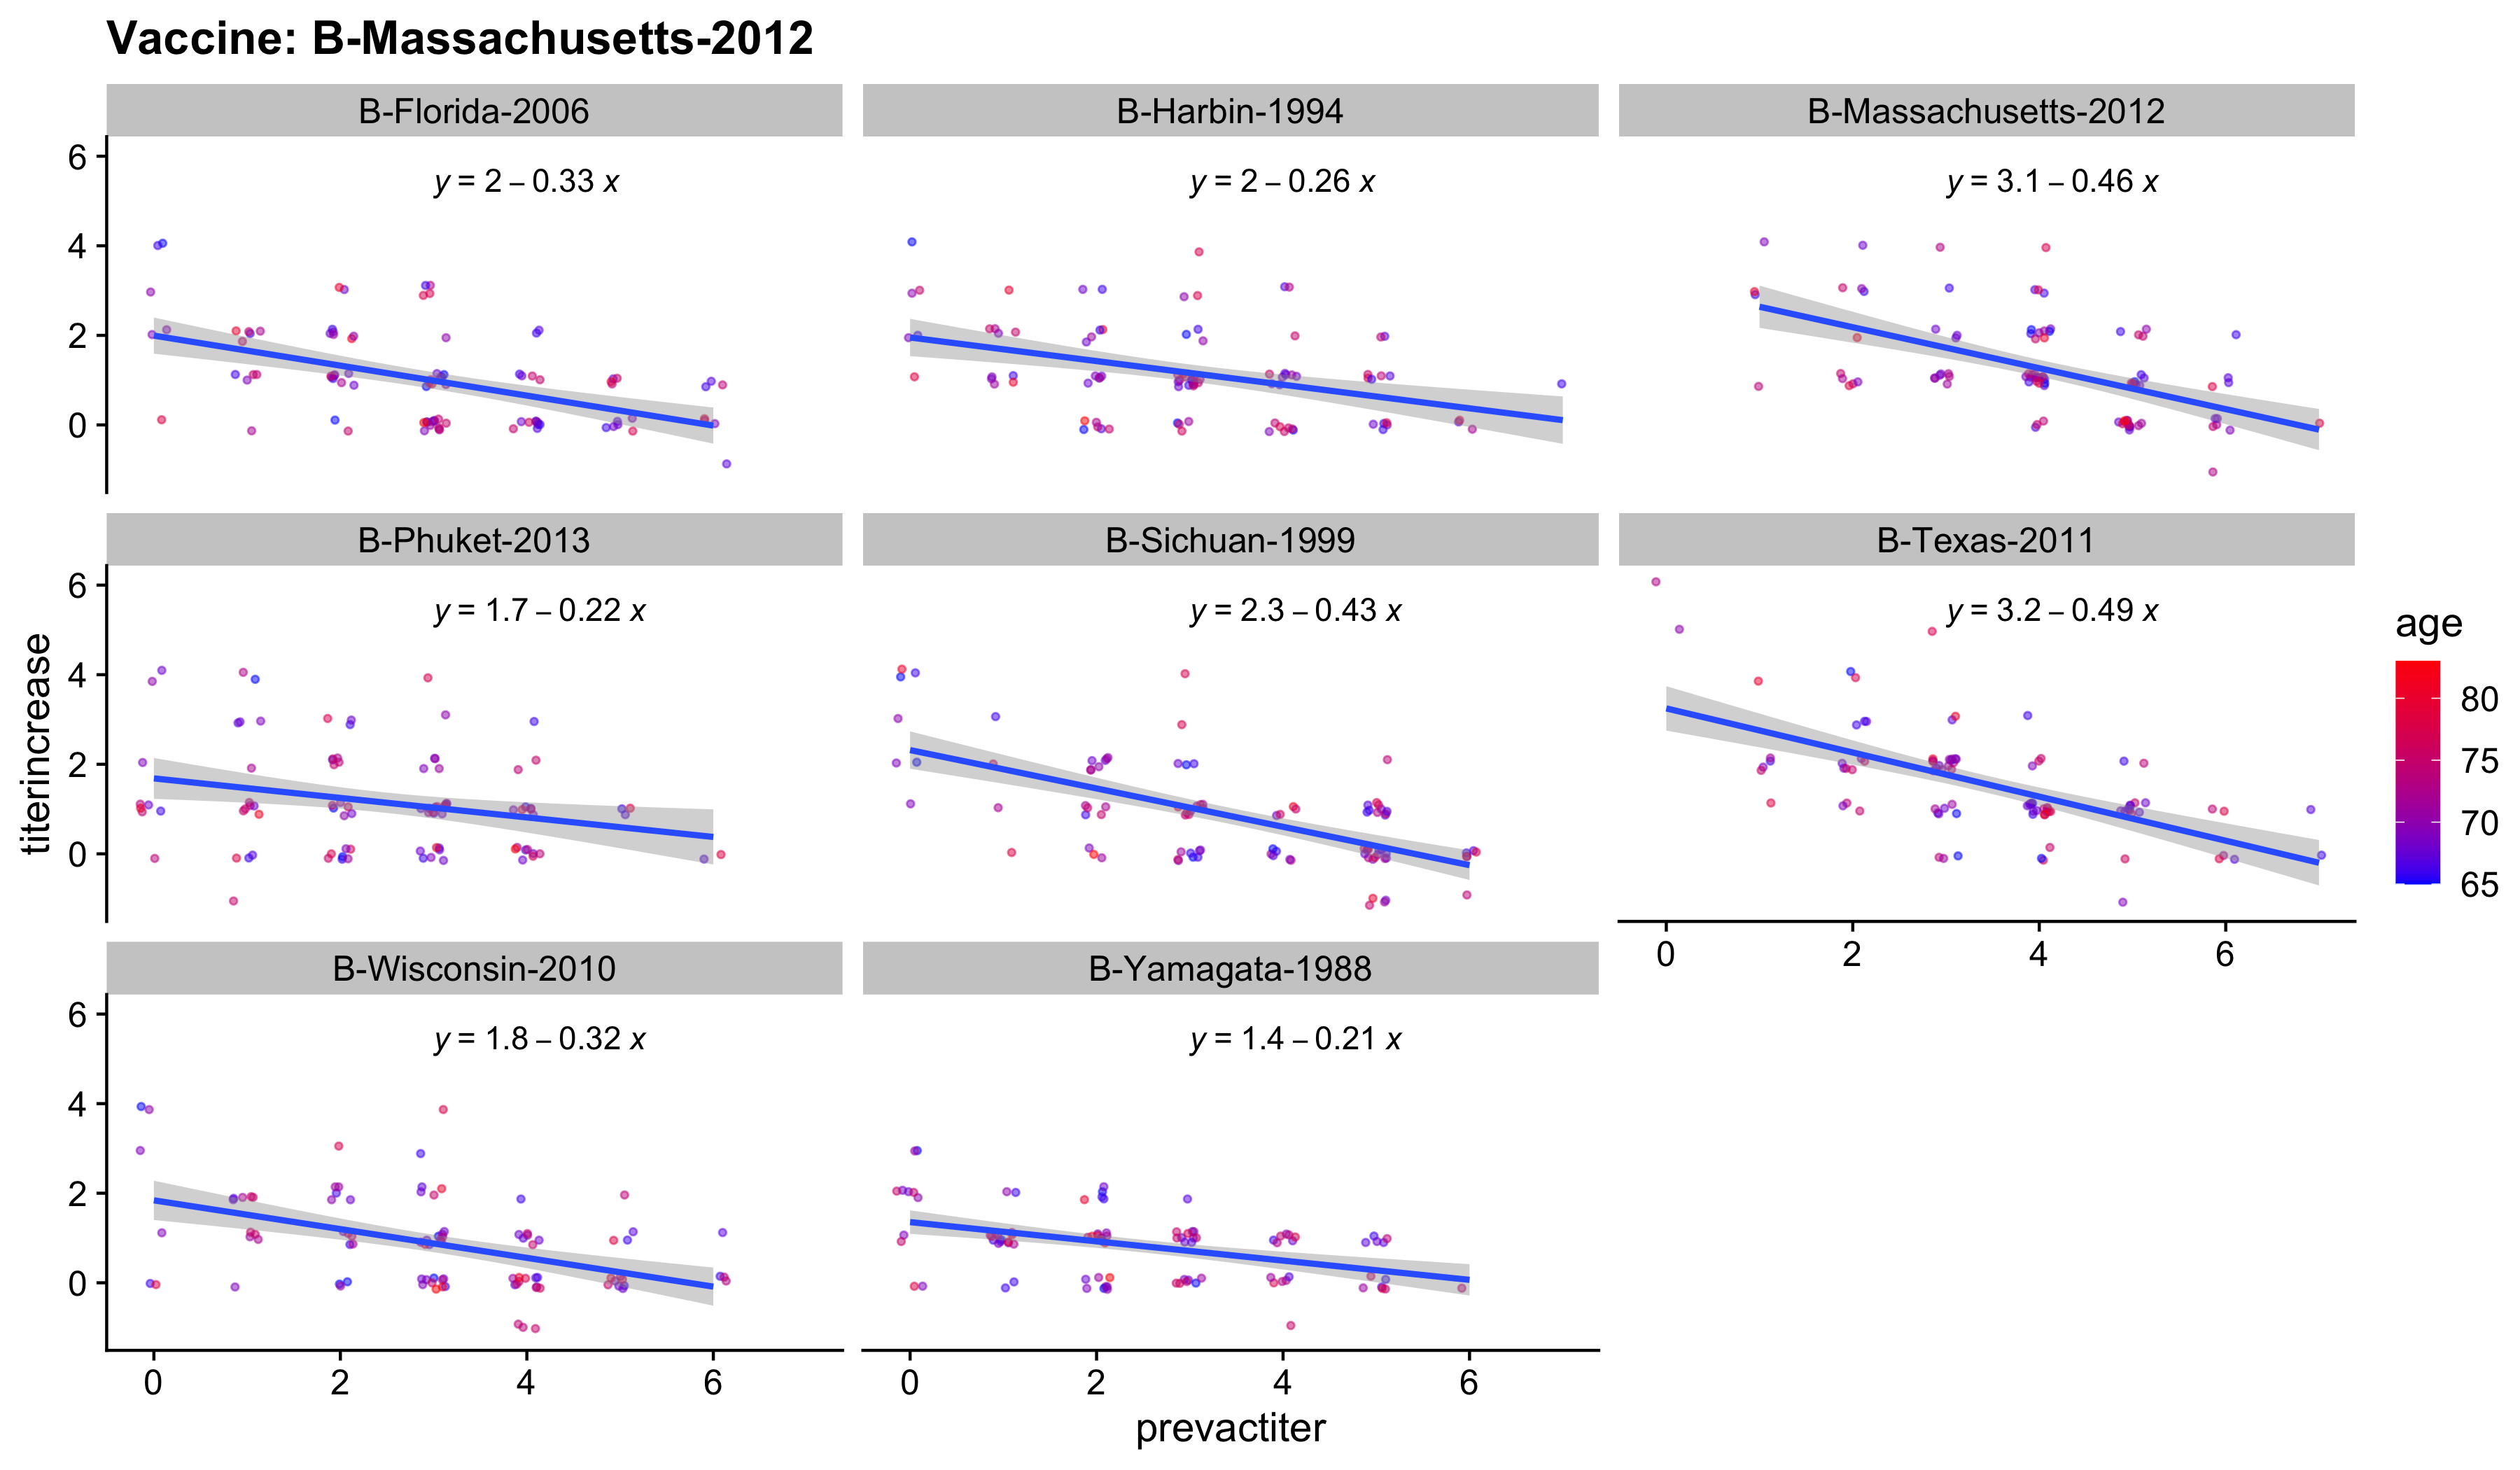 Vaccine: B-Massachusetts-2012
B-Florida-2006
B-Harbin-1994
B-Massachusetts-2012
6
4
2
0
y = 2 – 0.33 x
y = 2 – 0.26 x
y = 3.1 – 0.46 x
B-Phuket-2013
B-Sichuan-1999
B-Texas-2011
6
4
2
0
y = 1.7 – 0.22 x
y = 2.3 – 0.43 x
y = 3.2 – 0.49 x
0 2 4 6
titerincrease
age
80
75
70
65
B-Wisconsin-2010
B-Yamagata-1988
6
4
2
0
y = 1.8 – 0.32 x
y = 1.4 – 0.21 x
0 2 4 6
0 2 4 6
prevactiter